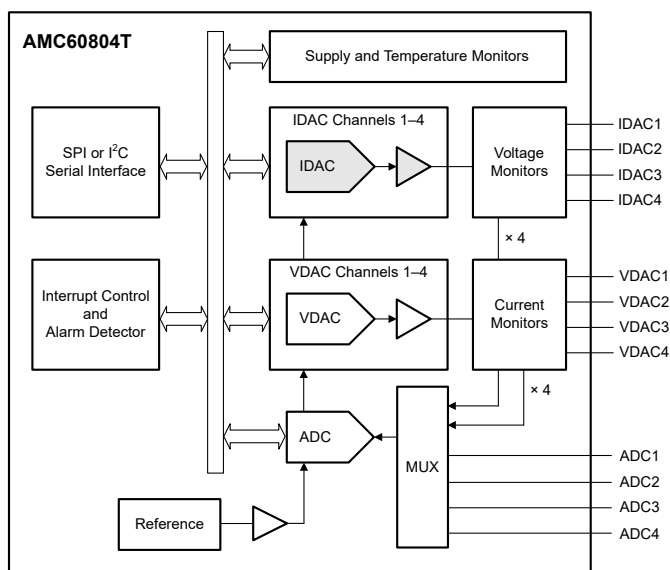 AMC60804T
Supply and Temperature Monitors
SPI or I²C
Serial Interface
IDAC Channels 1–4
IDAC
Voltage
Monitors
IDAC1
IDAC2
IDAC3
IDAC4
× 4
Interrupt Control
and
Alarm Detector
VDAC Channels 1–4
VDAC
Current
Monitors
VDAC1
VDAC2
VDAC3
VDAC4
× 4
ADC
MUX
ADC1
ADC2
ADC3
ADC4
Reference